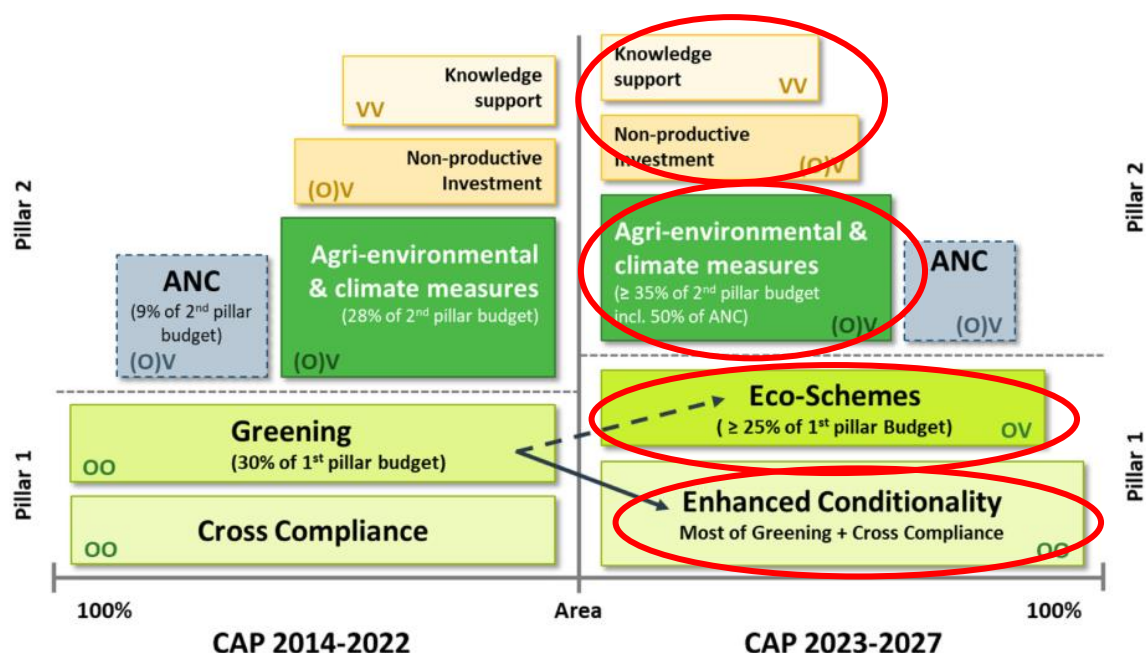 Pillar 2
Knowledge
support
VV
Non-productive
Investment
(O)V
ANC
(9% of 2nd pillar
budget)
(O)V
Agri-environmental
& climate measures
(28% of 2nd pillar budget)
(O)V
Pillar 1
Greening
(30% of 1st pillar budget)
OO
Cross Compliance
OO
Knowledge
support
VV
Non-productive
Investment
(O)V
Agri-environmental &
climate measures
(≥ 35% of 2nd pillar budget
incl. 50% of ANC)
(O)V
ANC
(O)V
Pillar 2
Eco-Schemes
( ≥ 25% of 1st pillar Budget)
OV
Enhanced Conditionality
Most of Greening + Cross Compliance
OO
Pillar 1
100%
Area
100%
CAP 2014-2022
CAP 2023-2027